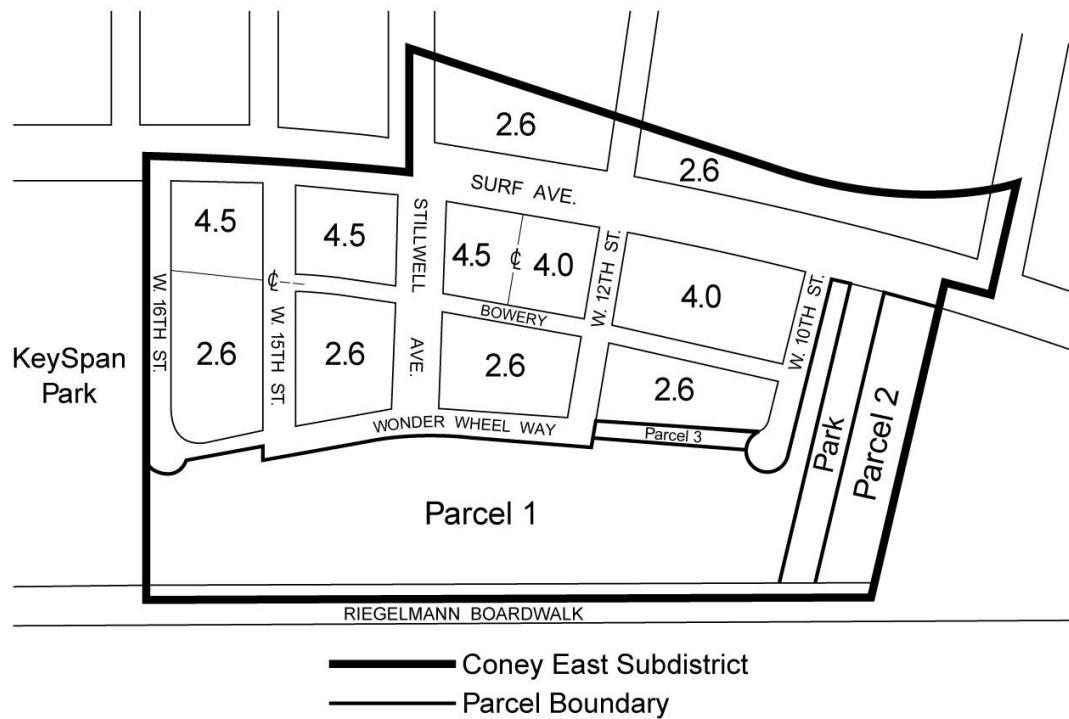 2.6
2.6
SURF AVE.
4.5
4.5
STILLWELL
4.5
℄
4.0
W. 12TH ST.
4.0
W. 10TH ST.
W. 16TH ST.
℄
W. 15TH ST.
BOWERY
KeySpan
Park
2.6
2.6
AVE.
2.6
2.6
WONDER WHEEL WAY
Parcel 3
Park
Parcel 2
Parcel 1
RIEGELMANN BOARDWALK
Coney East Subdistrict
Parcel Boundary